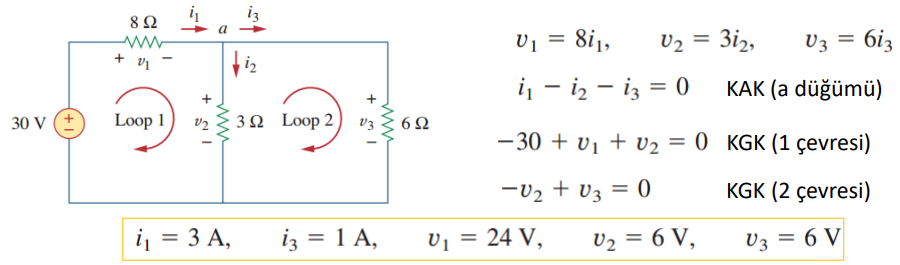 8 Ω
i₁
a
i₃
+ v₁ −
i₂
30 V
+
−
Loop 1
+
v₂
−
3 Ω
Loop 2
+
v₃
−
6 Ω
v₁ = 8i₁, v₂ = 3i₂, v₃ = 6i₃
i₁ − i₂ − i₃ = 0 KAK (a düğümü)
−30 + v₁ + v₂ = 0 KGK (1 çevresi)
−v₂ + v₃ = 0 KGK (2 çevresi)
i₁ = 3 A, i₃ = 1 A, v₁ = 24 V, v₂ = 6 V, v₃ = 6 V